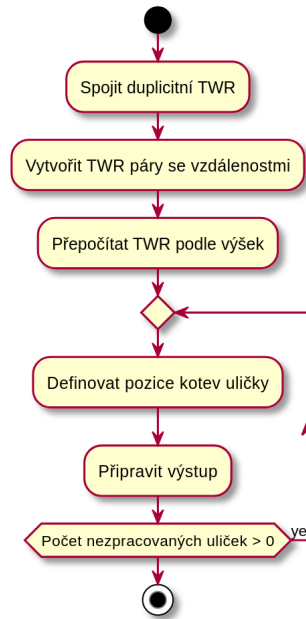 Spojit duplicitní TWR
Vytvořit TWR páry se vzdálenostmi
Přepočítat TWR podle výšek
Definovat pozice kotev uličky
Připravit výstup
Počet nezpracovaných uliček > 0